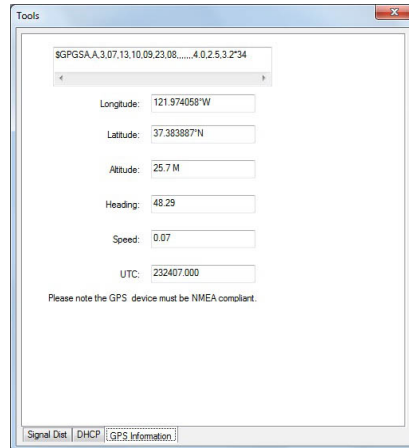 Tools
$GPGSA,A,3,07,13,10,09,23,08,,,,,,,4.0,2.5,3.2*34
Longitude: 121.974058°W
Latitude: 37.383887°N
Altitude: 25.7 M
Heading: 48.29
Speed: 0.07
UTC: 232407.000
Please note the GPS device must be NMEA compliant.
Signal Dist DHCP GPS Information